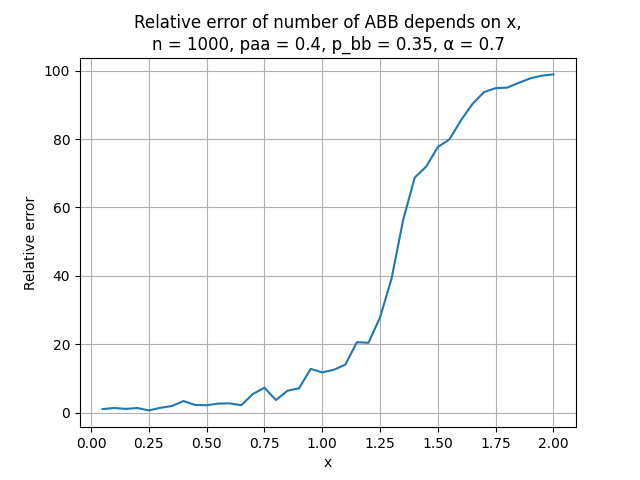 Relative error of number of ABB depends on x,
n = 1000, paa = 0.4, p_bb = 0.35, α = 0.7
100
80
60
40
20
0
Relative error
0.00 0.25 0.50 0.75 1.00 1.25 1.50 1.75 2.00
x